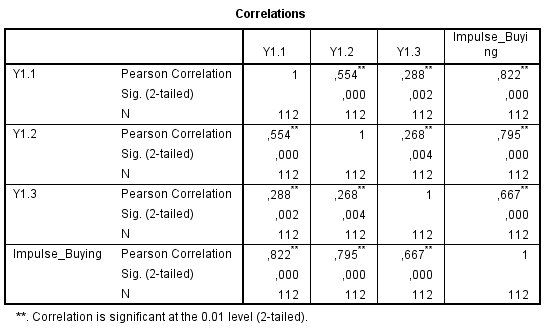 Correlations
Y1.1 Y1.2 Y1.3 Impulse_Buyi
ng
Y1.1 Pearson Correlation 1 ,554** ,288** ,822**
Sig. (2-tailed) ,000 ,002 ,000
N 112 112 112 112
Y1.2 Pearson Correlation ,554** 1 ,268** ,795**
Sig. (2-tailed) ,000 ,004 ,000
N 112 112 112 112
Y1.3 Pearson Correlation ,288** ,268** 1 ,667**
Sig. (2-tailed) ,002 ,004 ,000
N 112 112 112 112
Impulse_Buying Pearson Correlation ,822** ,795** ,667** 1
Sig. (2-tailed) ,000 ,000 ,000
N 112 112 112 112
**. Correlation is significant at the 0.01 level (2-tailed).